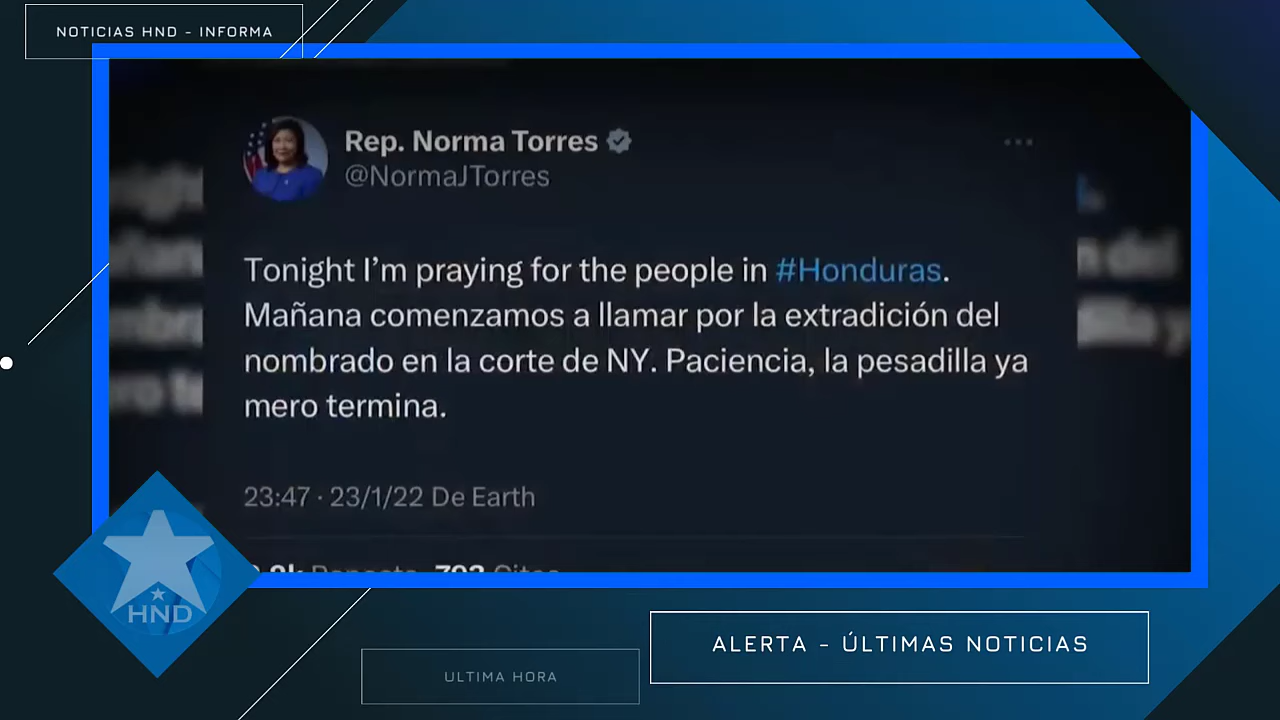 NOTICIAS HND - INFORMA
Rep. Norma Torres
@NormaJTorres
Tonight I’m praying for the people in #Honduras.
Mañana comenzamos a llamar por la extradición del
nombrado en la corte de NY. Paciencia, la pesadilla ya
mero termina.
23:47 · 23/1/22 De Earth
HND
ALERTA - ÚLTIMAS NOTICIAS
ULTIMA HORA